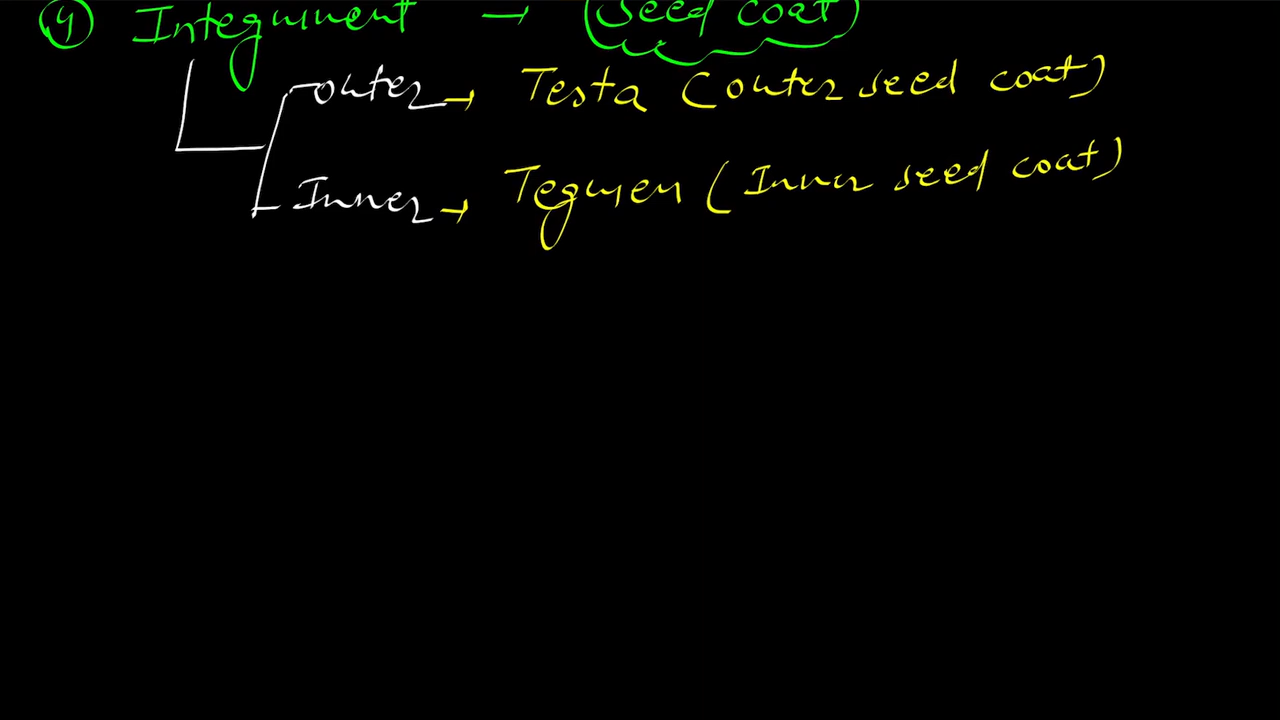 ④ Integument → (seed coat)
outer → Testa (outer seed coat)
Inner → Tegmen (Inner seed coat)